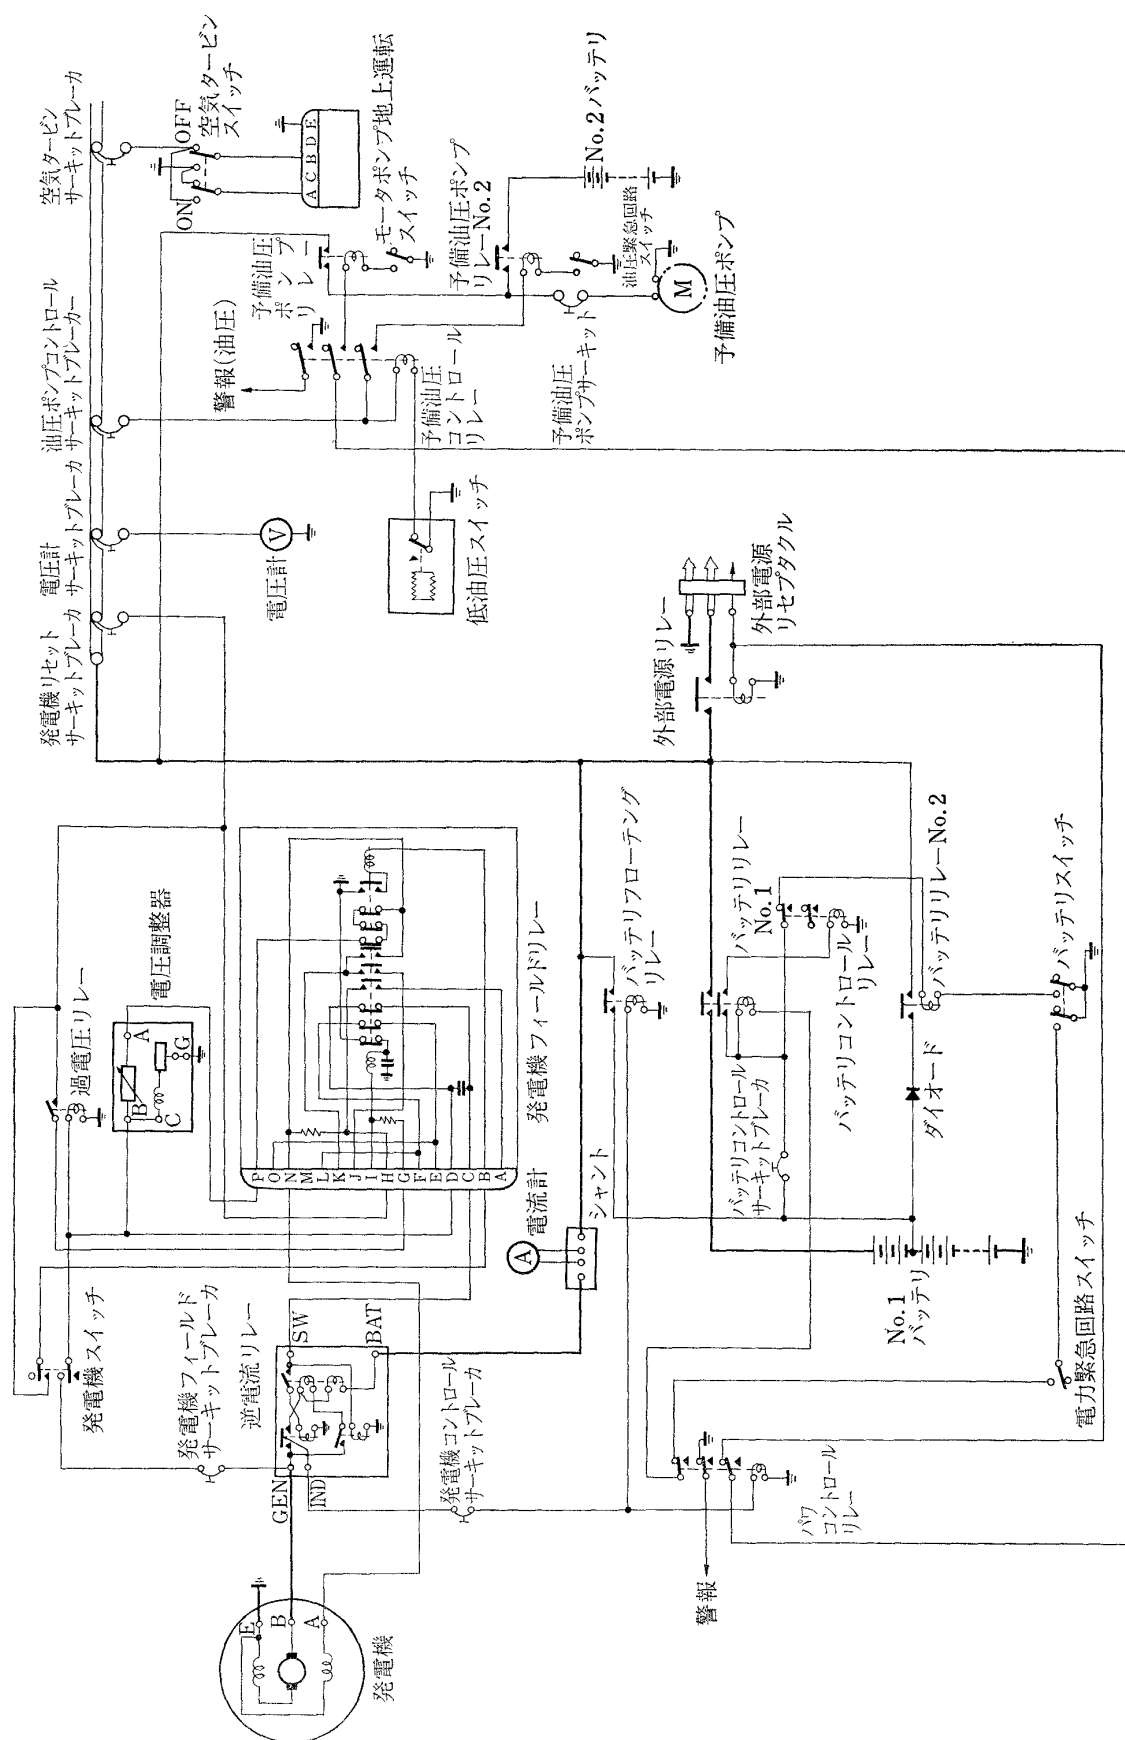 空気タービン
サーキットブレーカ
OFF
空気タービン
スイッチ
ON
A C B D E
油圧ポンプコントロール
サーキットブレーカー
電圧計
サーキットブレーカ
発電機リセット
サーキットブレーカ
V
電圧計
警報(油圧)
予備油圧
ポンプ
リレー
モータポンプ地上運転
スイッチ
予備油圧ポンプ
リレーNo.2
No.2バッテリ
油圧緊急回路
スイッチ
M
予備油圧ポンプ
予備油圧
ポンプサーキット
予備油圧
コントロール
リレー
低油圧スイッチ
外部電源
リセプタクル
外部電源リレー
過電圧リレー
電圧調整器
A
B
C
G
発電機フィールドリレー
P
O
N
M
L
K
J
I
H
G
F
E
D
C
B
A
発電機スイッチ
発電機フィールド
サーキットブレーカ
逆電流リレー
SW
BAT
GEN
IND
電流計
A
シャント
発電機コントロール
サーキットブレーカ
発電機
E
B
A
バッテリフローテング
リレー
バッテリリレー
No.1
バッテリコントロール
リレー
バッテリコントロール
サーキットブレーカ
バッテリリレーNo.2
ダイオード
バッテリスイッチ
No.1
バッテリ
電力緊急回路スイッチ
パワ
コントロール
リレー
警報